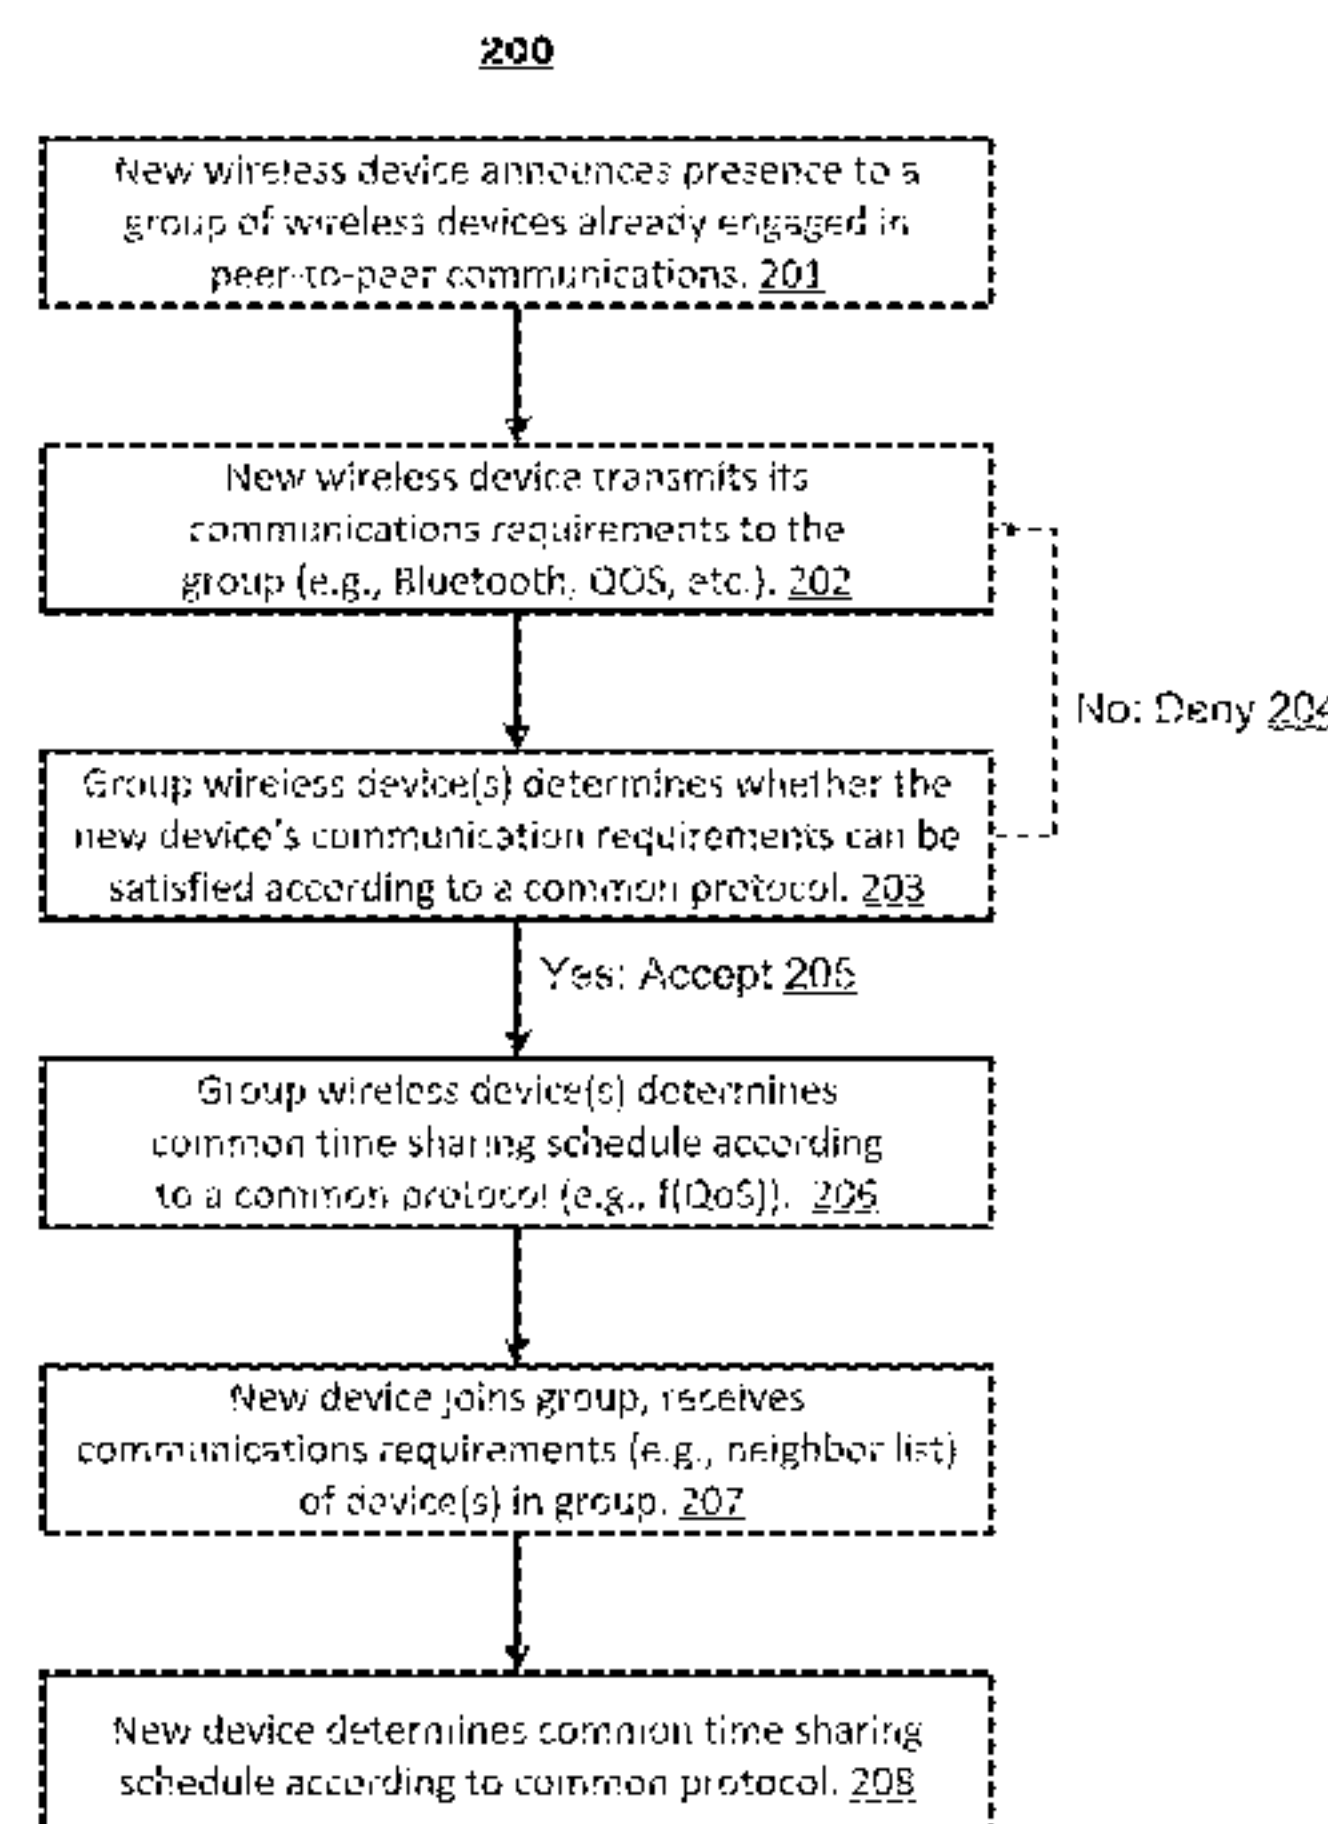 200
New wireless device announces presence to a
group of wireless devices already engaged in
peer-to-peer communications. 201
New wireless device transmits its
communications requirements to the
group (e.g., Bluetooth, QOS, etc.). 202
No: Deny 204
Group wireless device(s) determines whether the
new device's communication requirements can be
satisfied according to a common protocol. 203
Yes: Accept 205
Group wireless device(s) determines
common time sharing schedule according
to a common protocol (e.g., f(QoS)). 206
New device joins group, receives
communications requirements (e.g., neighbor list)
of device(s) in group. 207
New device determines common time sharing
schedule according to common protocol. 208